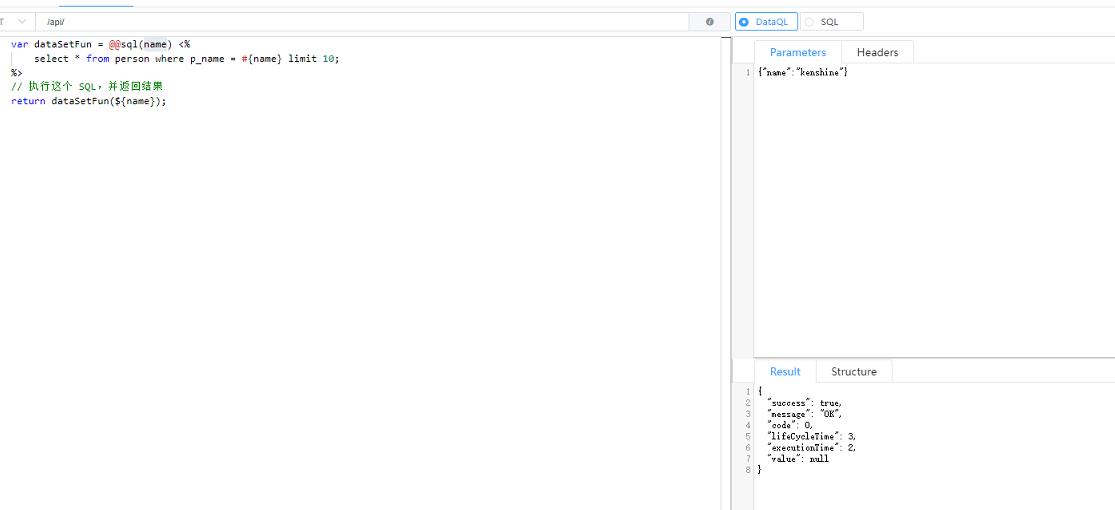 T /api/ DataQL SQL
var dataSetFun = @@sql(name) <%
select * from person where p_name = #{name} limit 10;
%>
// 执行这个 SQL，并返回结果
return dataSetFun(${name});
Parameters Headers
1 {"name":"kenshine"}
Result Structure
1 {
2 "success": true,
3 "message": "OK",
4 "code": 0,
5 "lifeCycleTime": 3,
6 "executionTime": 2,
7 "value": null
8 }